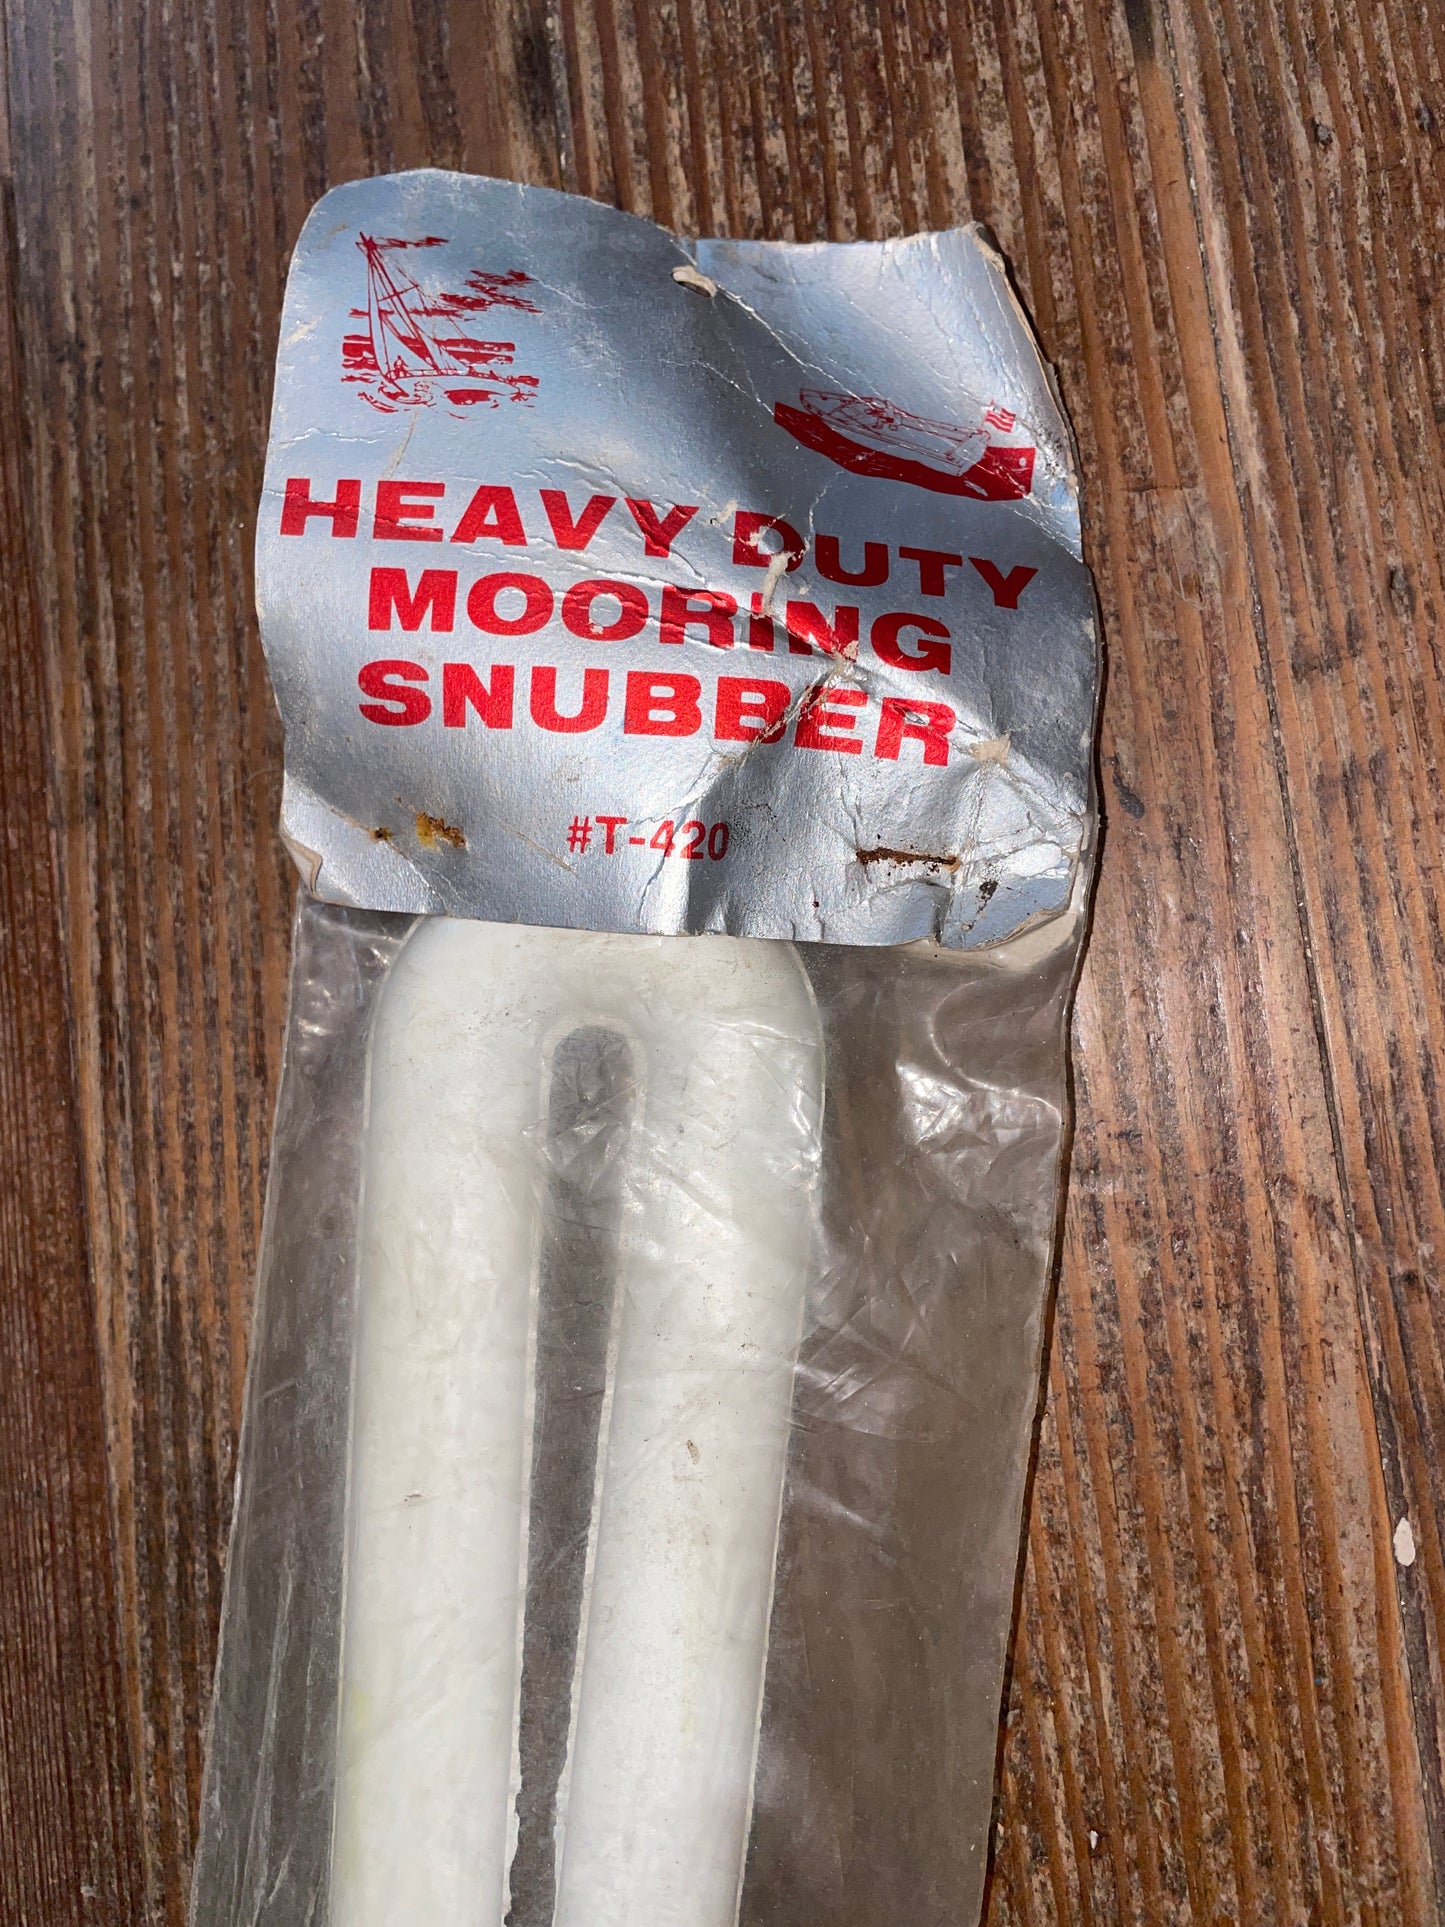 HEAVY DUTY
MOORING
SNUBBER
#T-420